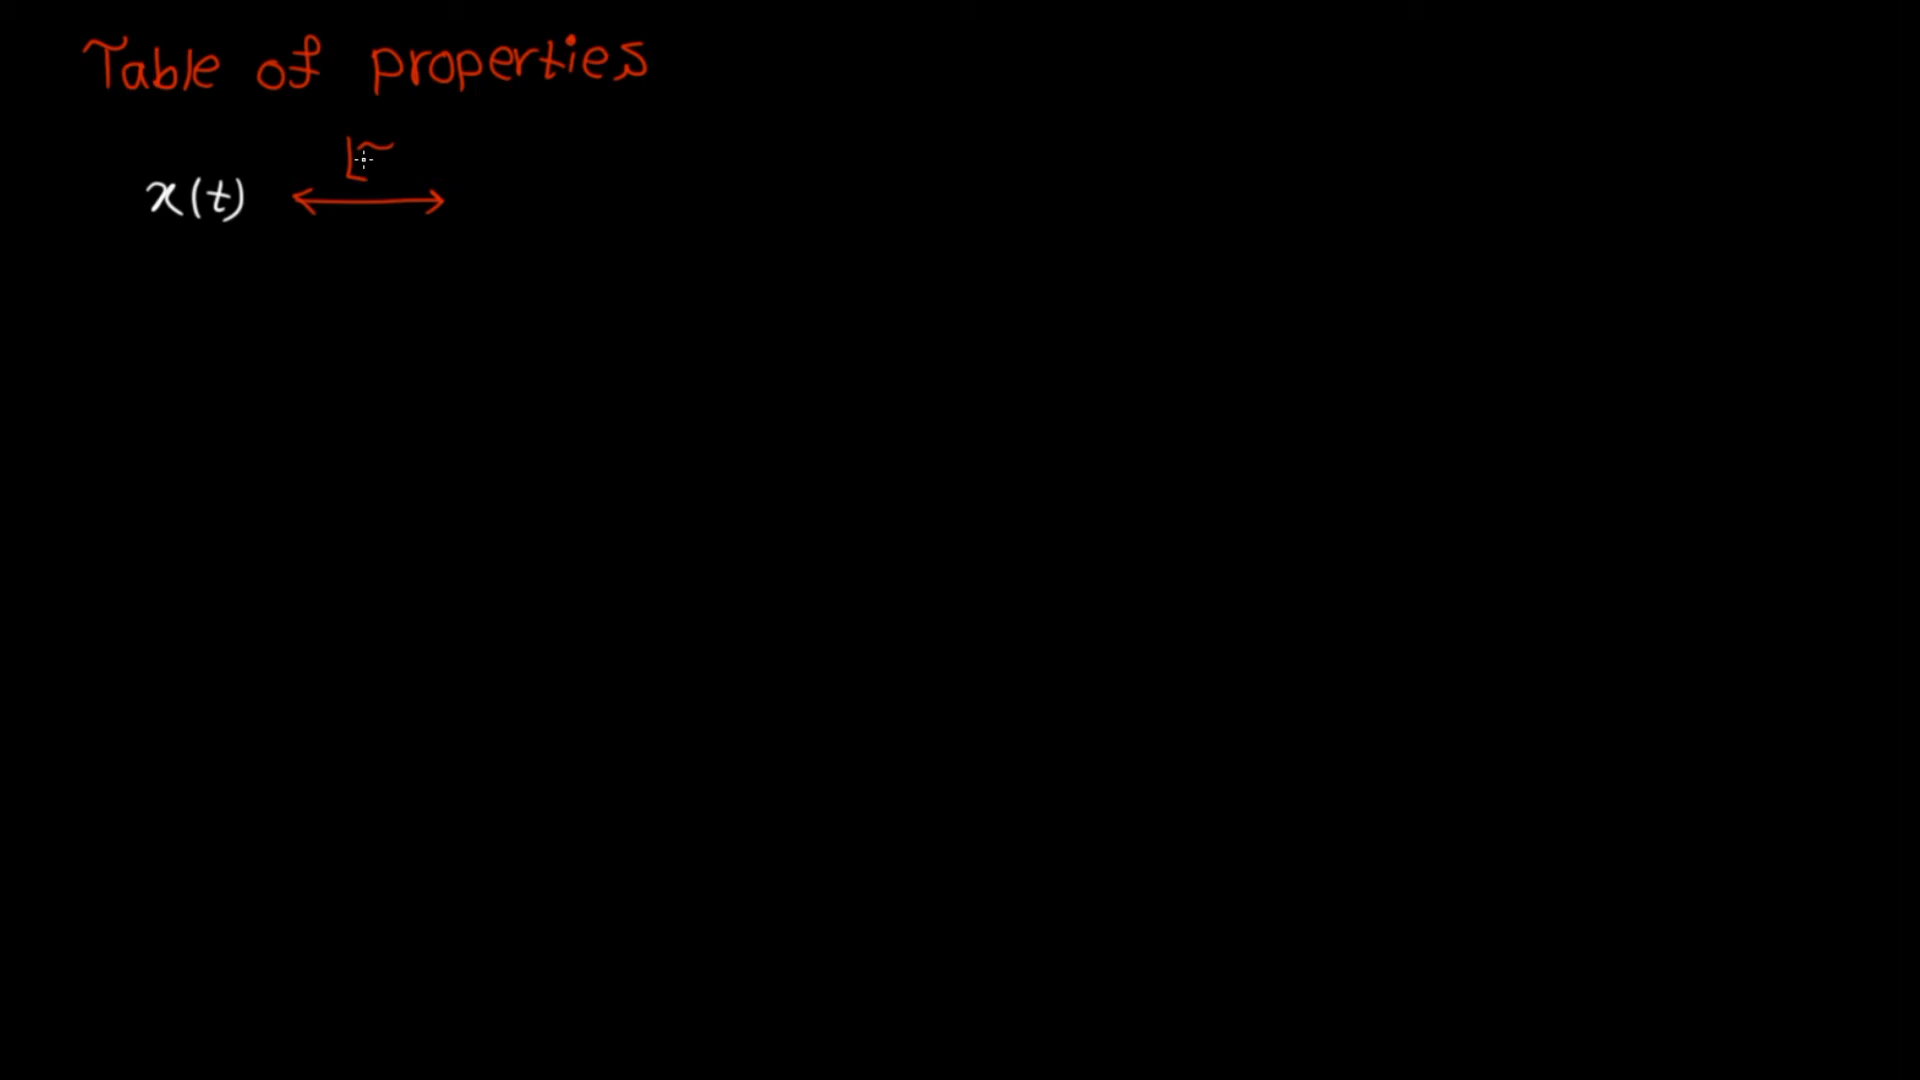 Table of properties
x(t) ⟷